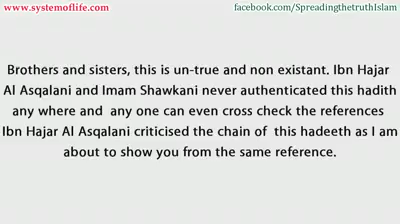 www.systemoflife.com
facebook.com/SpreadingthetruthIslam
Brothers and sisters, this is un-true and non existant. Ibn Hajar
Al Asqalani and Imam Shawkani never authenticated this hadith
any where and any one can even cross check the references
Ibn Hajar Al Asqalani criticised the chain of this hadeeth as I am
about to show you from the same reference.